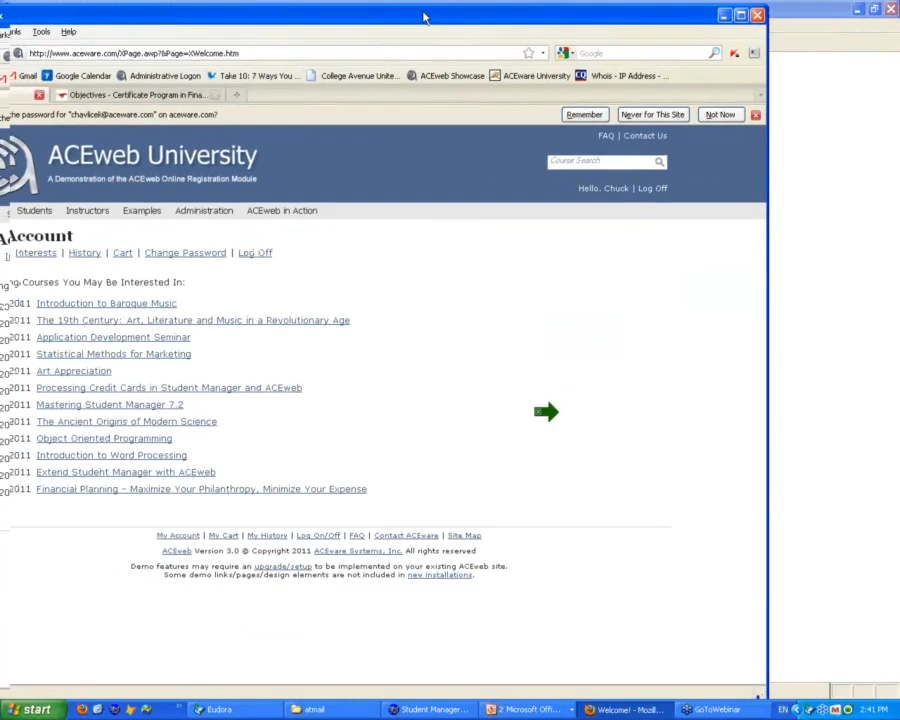 Tools Help
http://www.aceware.com/XPage.awp?&Page=XWelcome.htm
Google
Gmail Google Calendar Administrative Logon Take 10: 7 Ways You ... College Avenue Unite... ACEweb Showcase ACEware University Whois - IP Address - ...
Objectives - Certificate Program in Fina...
the password for "chavlicek@aceware.com" on aceware.com?
Remember Never for This Site Not Now
FAQ | Contact Us
ACEweb University
A Demonstration of the ACEweb Online Registration Module
Course Search
Hello. Chuck | Log Off
Students Instructors Examples Administration ACEweb in Action
Account
Interests | History | Cart | Change Password | Log Off
Courses You May Be Interested In:
2011 Introduction to Baroque Music
2011 The 19th Century: Art, Literature and Music in a Revolutionary Age
2011 Application Development Seminar
2011 Statistical Methods for Marketing
2011 Art Appreciation
2011 Processing Credit Cards in Student Manager and ACEweb
2011 Mastering Student Manager 7.2
2011 The Ancient Origins of Modern Science
2011 Object Oriented Programming
2011 Introduction to Word Processing
2011 Extend Student Manager with ACEweb
2011 Financial Planning - Maximize Your Philanthropy, Minimize Your Expense
My Account | My Cart | My History | Log On/Off | FAQ | Contact ACEware | Site Map
ACEweb Version 3.0 © Copyright 2011 ACEware Systems, Inc. All rights reserved
Demo features may require an upgrade/setup to be implemented on your existing ACEweb site.
Some demo links/pages/design elements are not included in new installations.
start Eudora atmail Student Manager... 2 Microsoft Offi... Welcome! - Mozil... GoToWebinar EN 2:41 PM